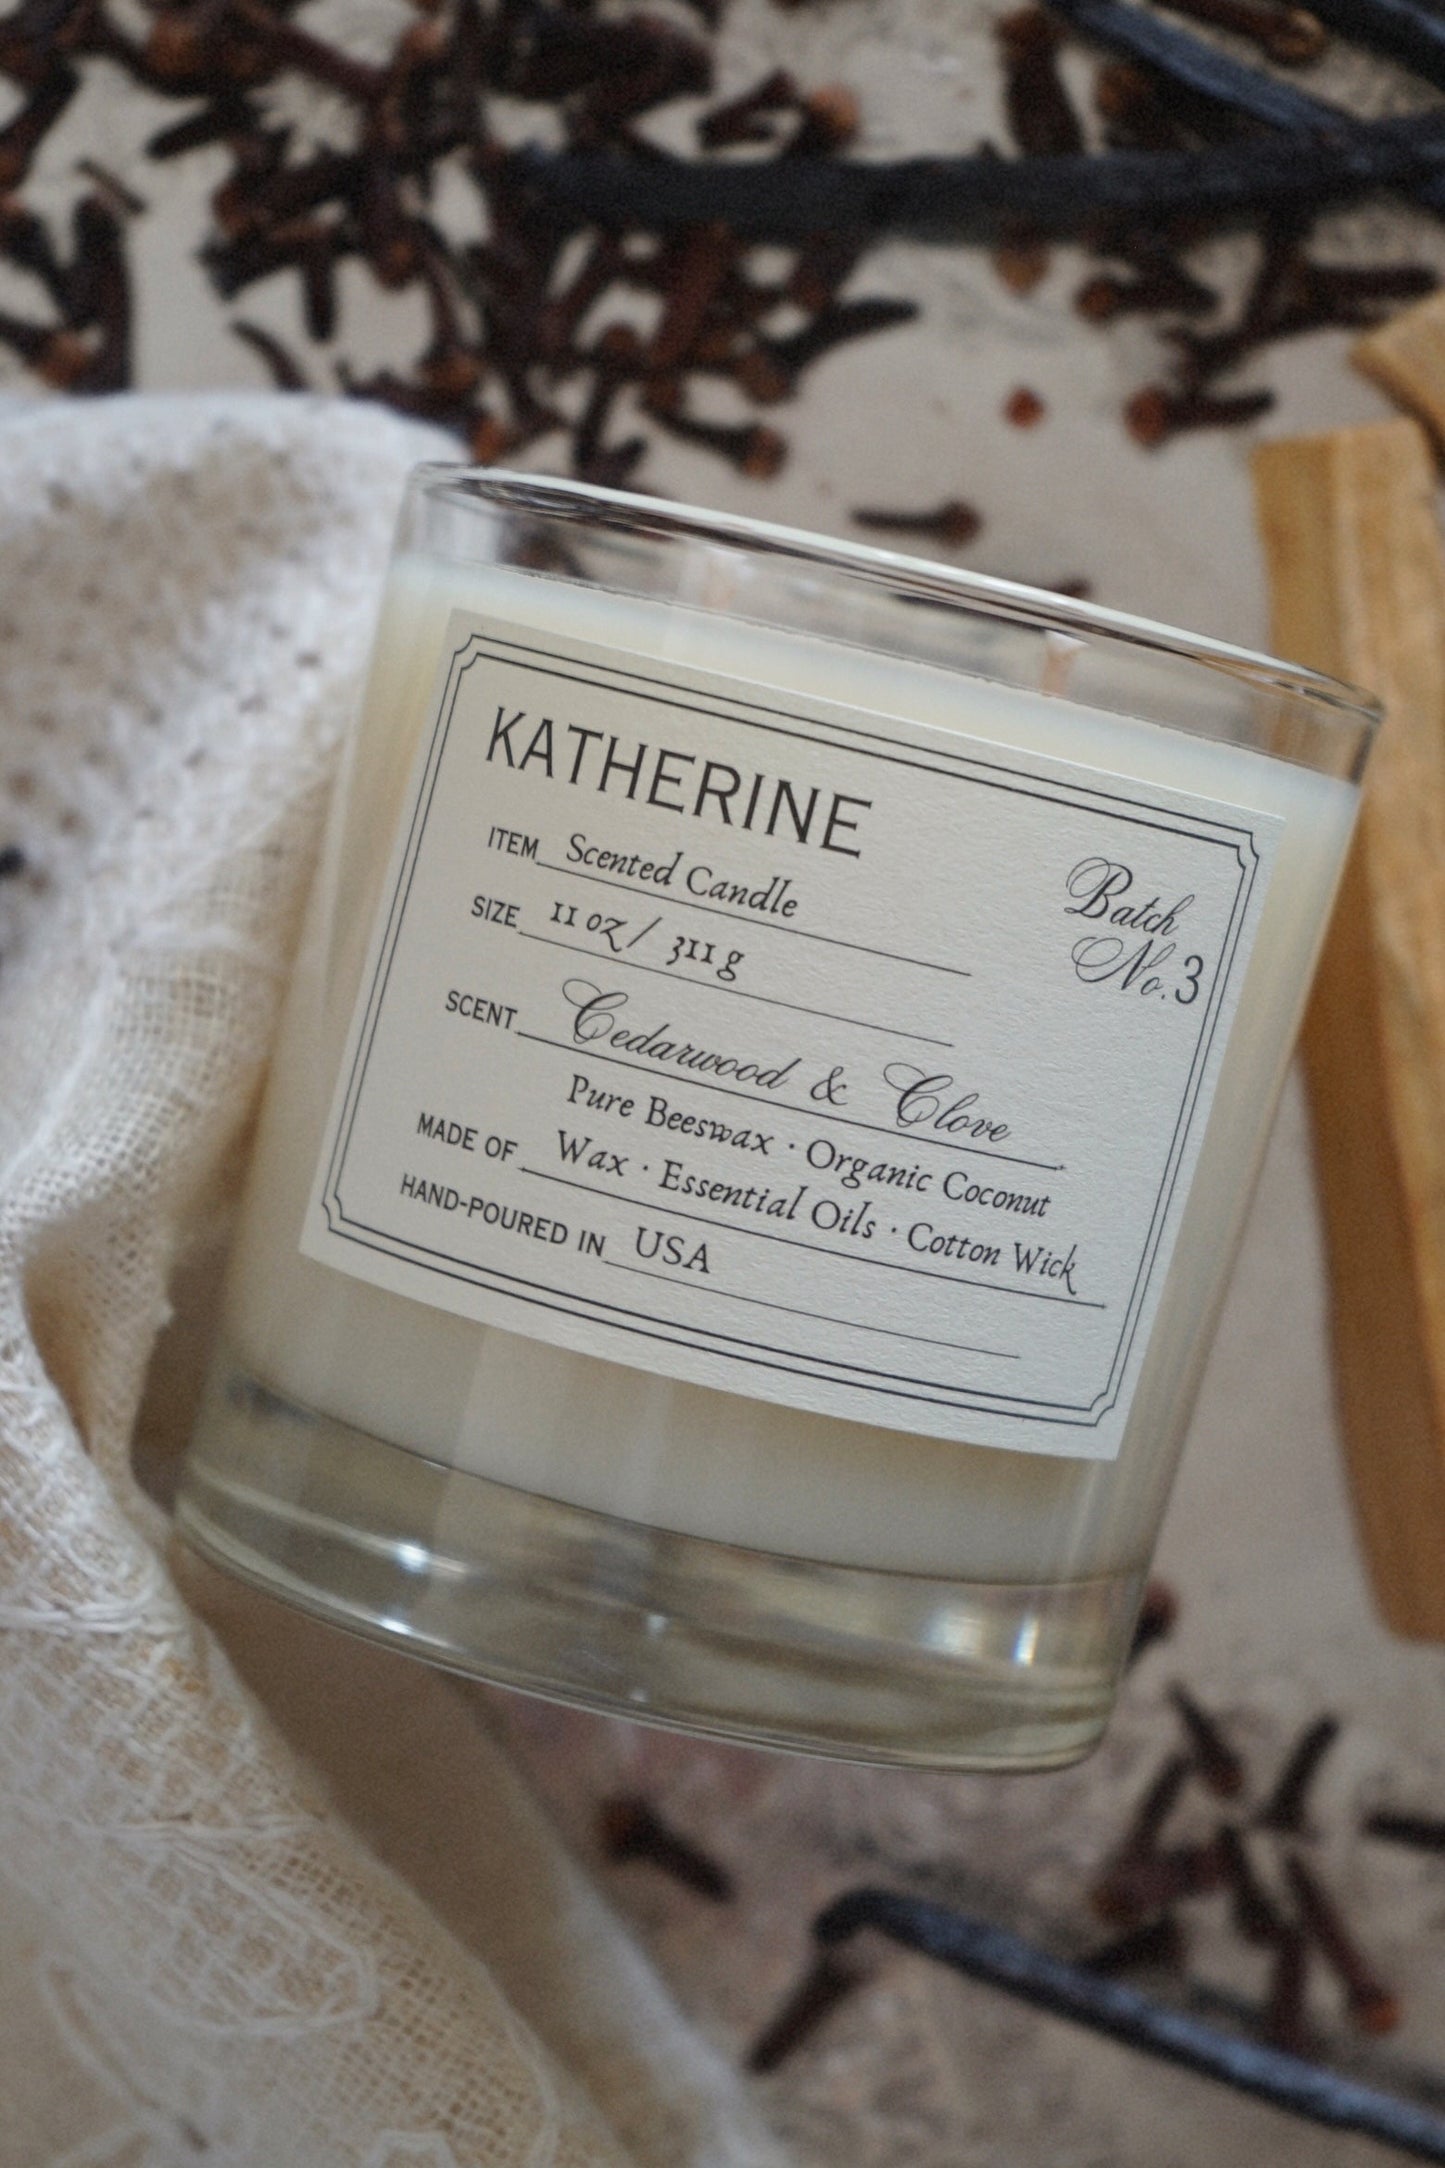 KATHERINE
ITEM Scented Candle
Batch
No. 3
SIZE 11 oz / 311 g
SCENT Cedarwood & Clove
Pure Beeswax · Organic Coconut
MADE OF Wax · Essential Oils · Cotton Wick
HAND-POURED IN USA